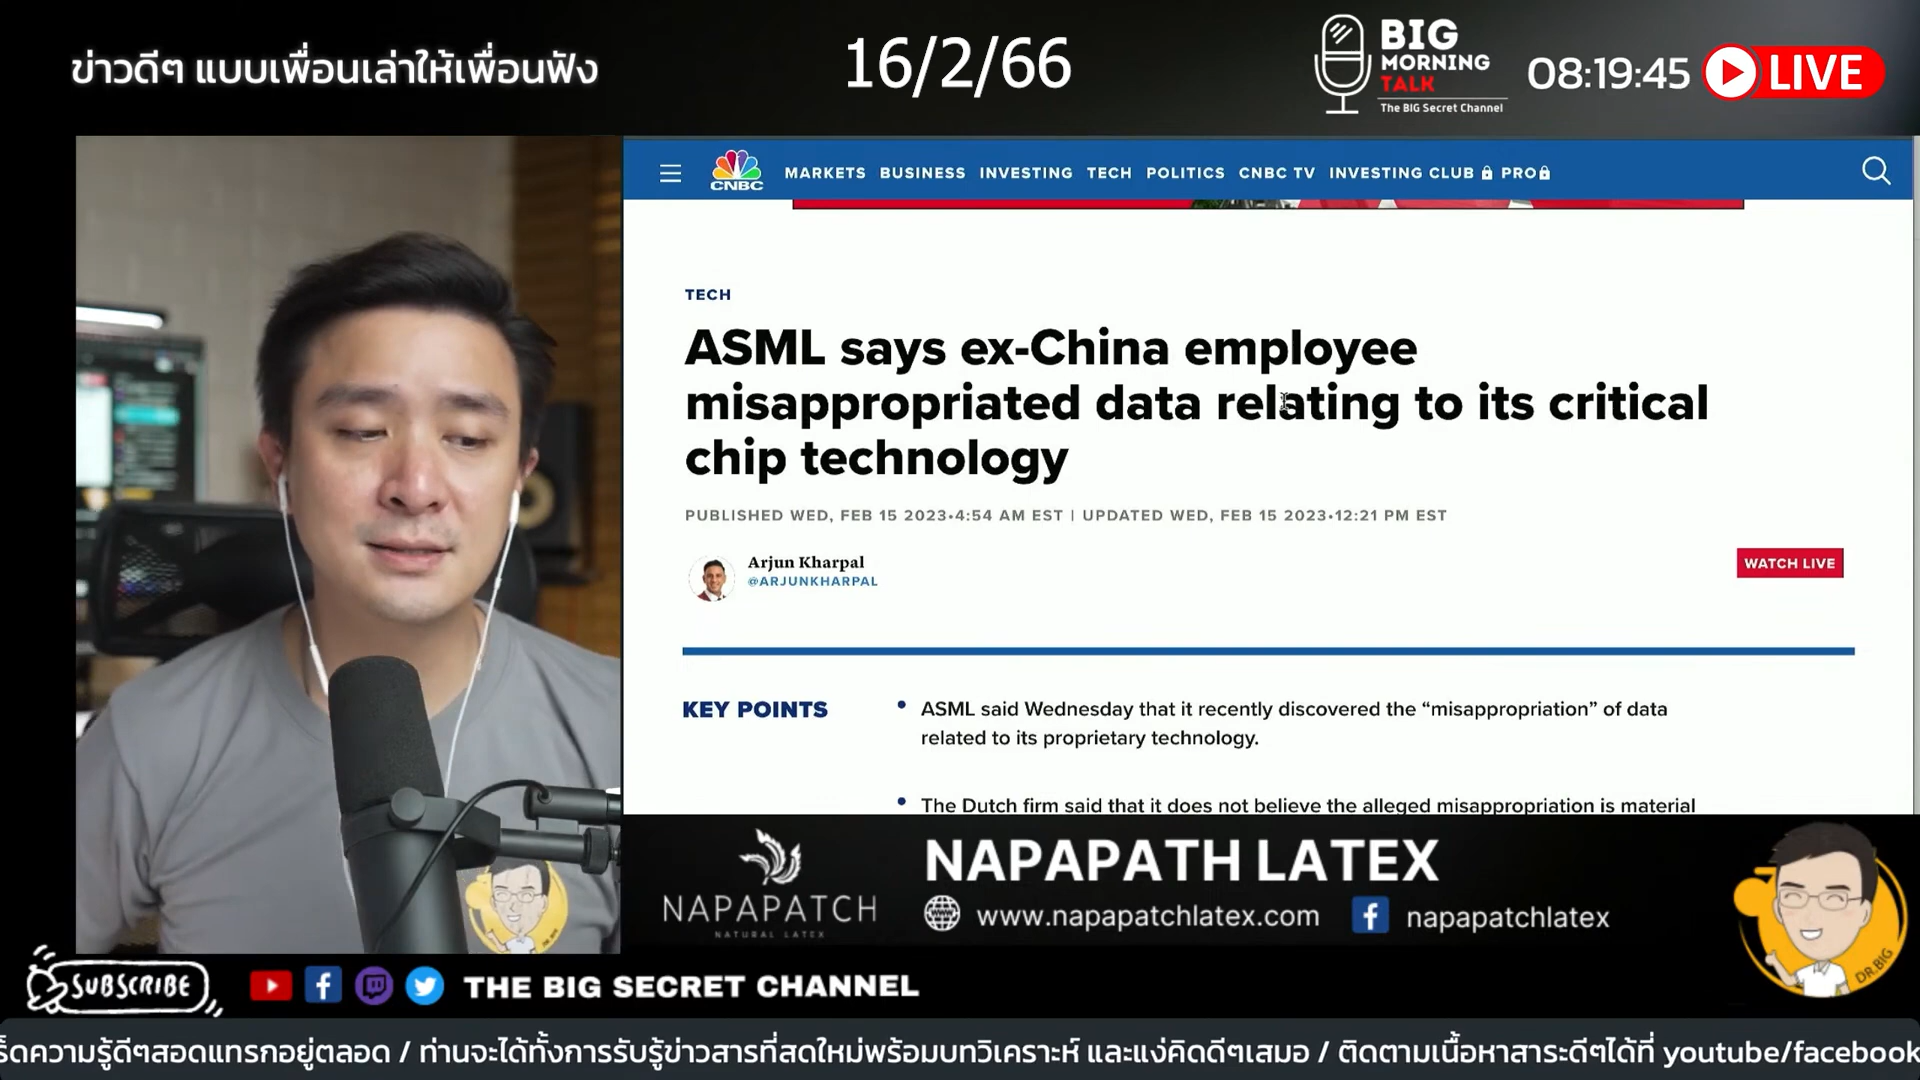 ข่าวดีๆ แบบเพื่อนเล่าให้เพื่อนฟัง
16/2/66
BIG
MORNING
TALK
The BIG Secret Channel
08:19:45
LIVE
CNBC
MARKETS BUSINESS INVESTING TECH POLITICS CNBC TV INVESTING CLUB PRO
TECH
ASML says ex-China employee
misappropriated data relating to its critical
chip technology
PUBLISHED WED, FEB 15 2023•4:54 AM EST | UPDATED WED, FEB 15 2023•12:21 PM EST
Arjun Kharpal
@ARJUNKHARPAL
WATCH LIVE
KEY POINTS
• ASML said Wednesday that it recently discovered the “misappropriation” of data
related to its proprietary technology.
• The Dutch firm said that it does not believe the alleged misappropriation is material
NAPAPATCH
NATURAL LATEX
NAPAPATH LATEX
www.napapatchlatex.com
napapatchlatex
DR.BIG
SUBSCRIBE
THE BIG SECRET CHANNEL
ร็ดความรู้ดีๆสอดแทรกอยู่ตลอด / ท่านจะได้ทั้งการรับรู้ข่าวสารที่สดใหม่พร้อมบทวิเคราะห์ และแง่คิดดีๆเสมอ / ติดตามเนื้อหาสาระดีๆได้ที่ youtube/facebook